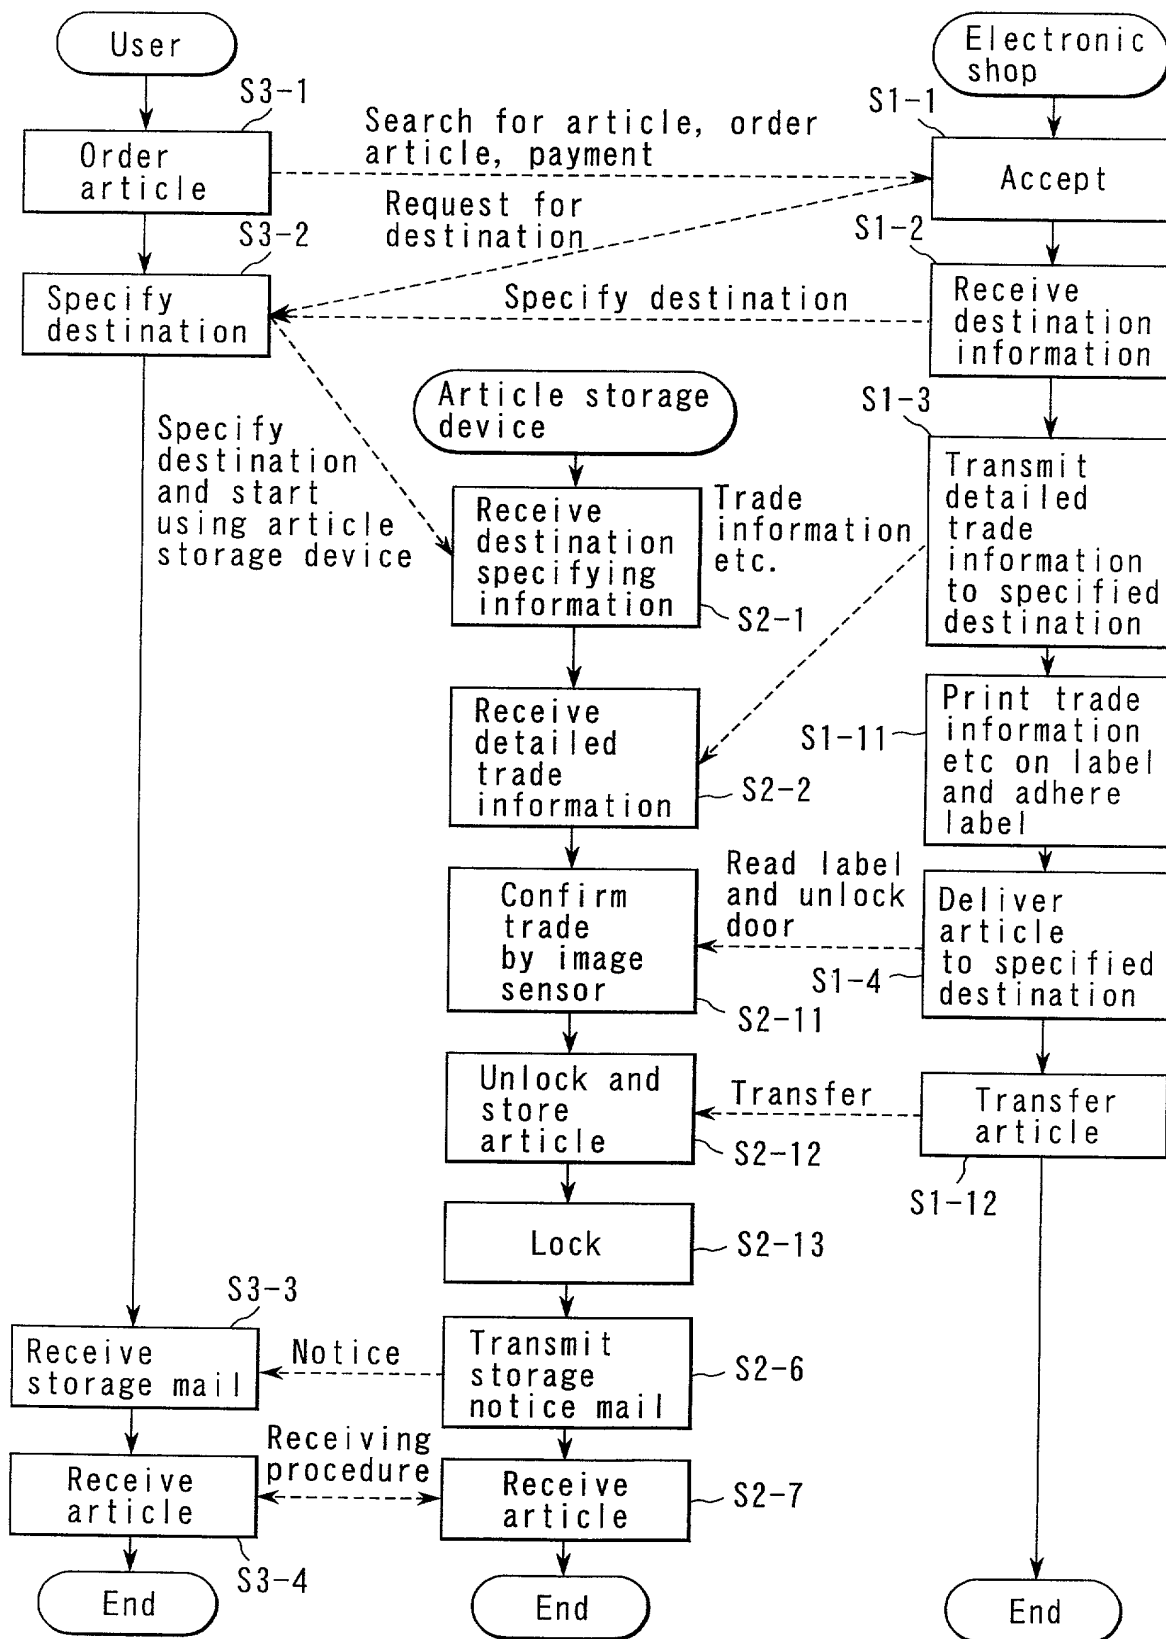 User
Electronic
shop
S3-1
S1-1
Order
article
Search for article, order
article, payment
Accept
Request for
destination
S3-2
S1-2
Specify
destination
Specify destination
Receive
destination
information
Article storage
device
S1-3
Specify
destination
and start
using article
storage device
Receive
destination
specifying
information
Trade
information
etc.
S2-1
Transmit
detailed
trade
information
to specified
destination
Receive
detailed
trade
information
S2-2
S1-11
Print trade
information
etc on label
and adhere
label
Confirm
trade
by image
sensor
Read label
and unlock
door
S2-11
S1-4
Deliver
article
to specified
destination
Unlock and
store
article
Transfer
S2-12
Transfer
article
S1-12
Lock
S2-13
S3-3
Receive
storage mail
Notice
Transmit
storage
notice mail
S2-6
Receive
article
Receiving
procedure
Receive
article
S2-7
S3-4
End
End
End